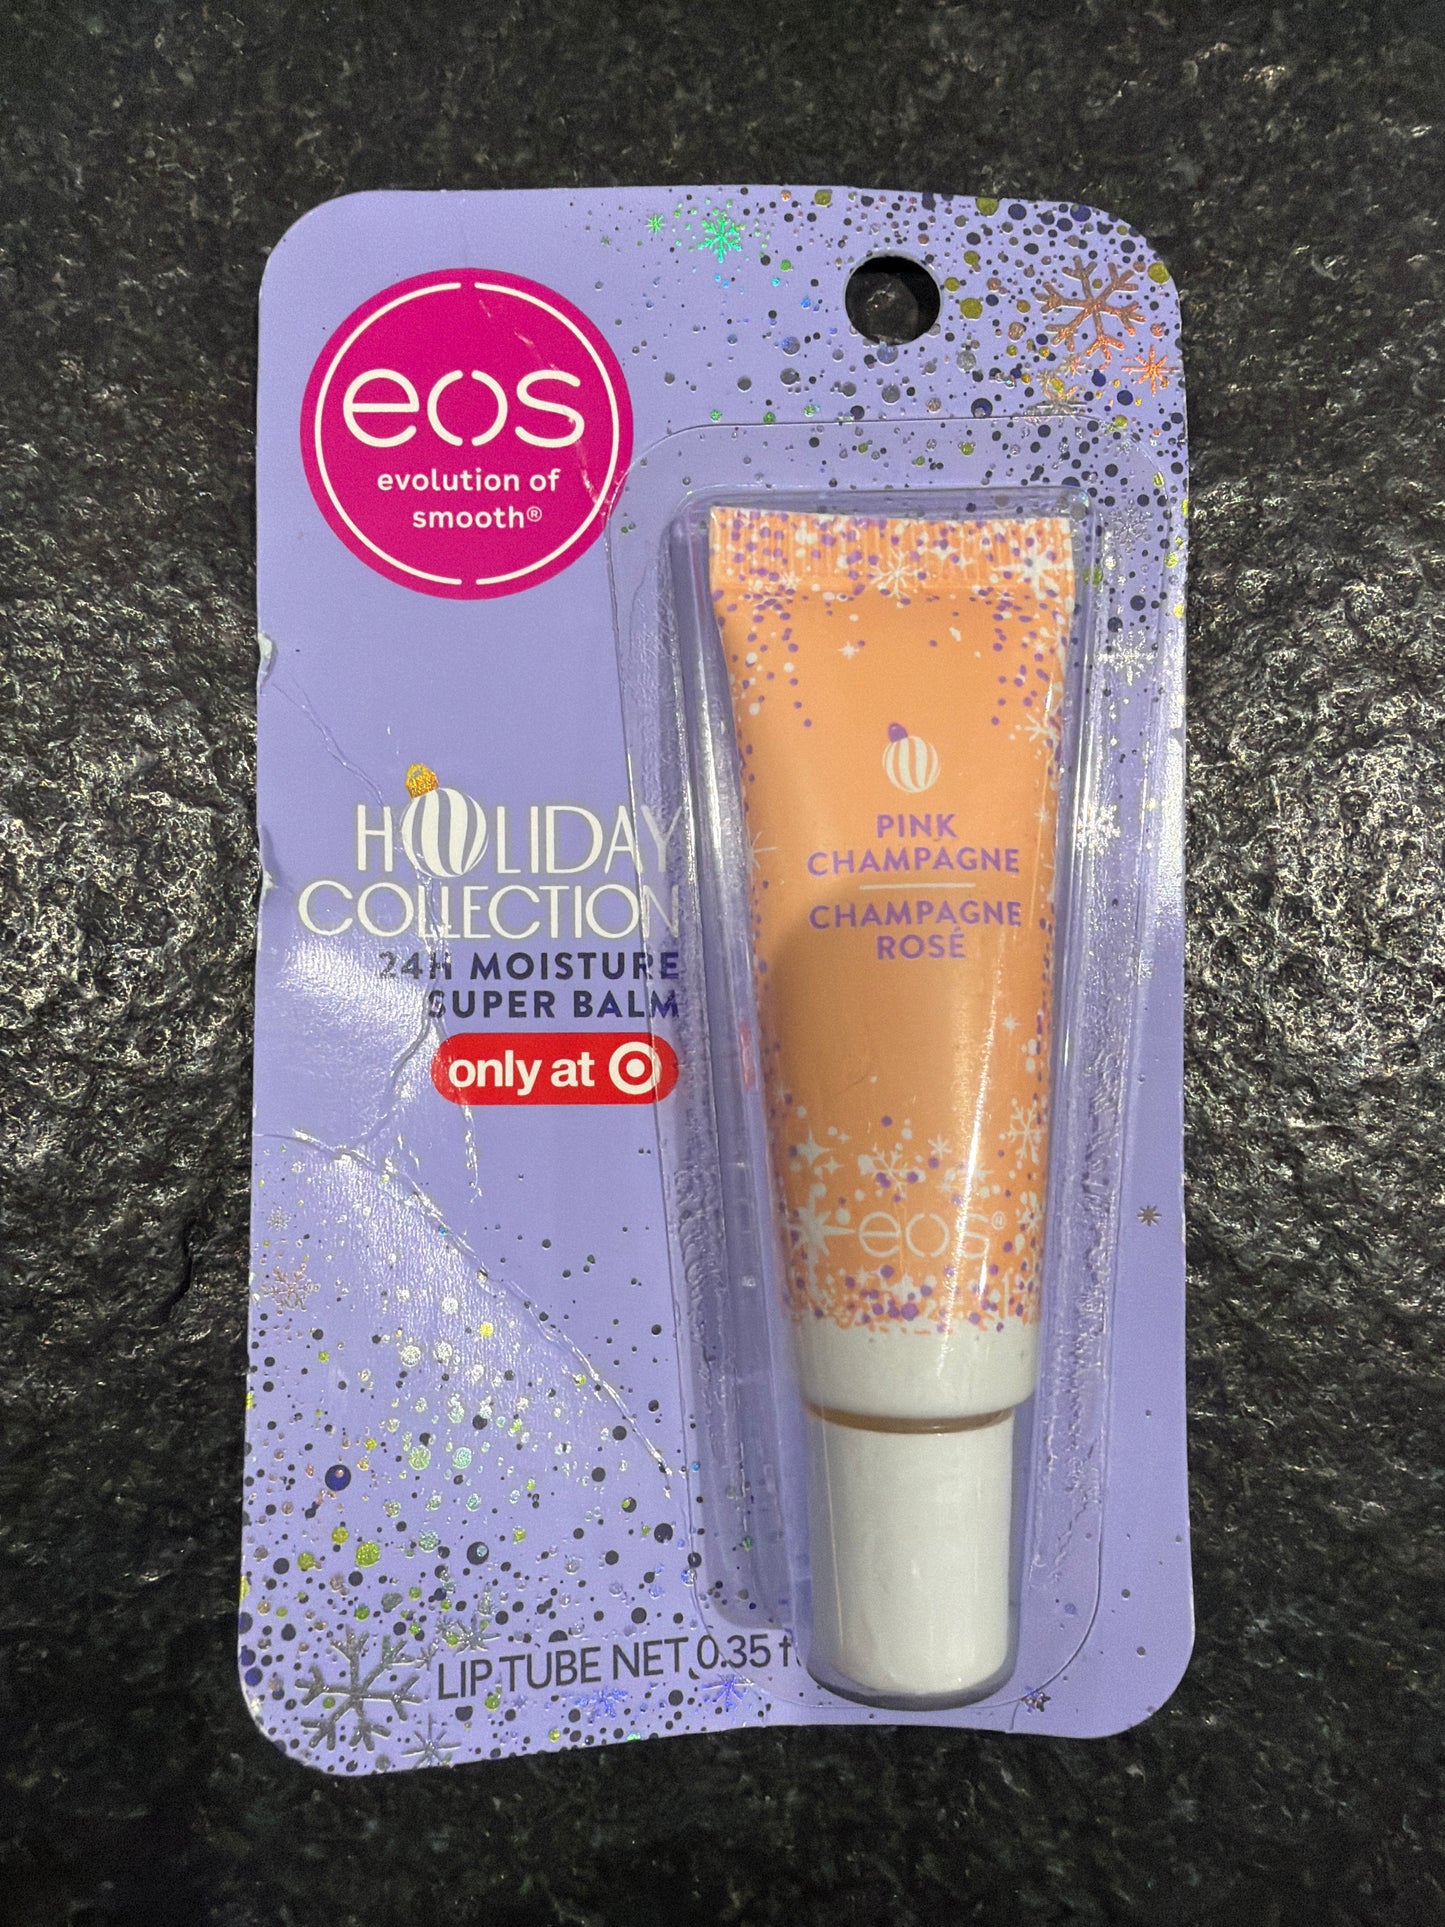 eos
evolution of
smooth®
HOLIDAY
COLLECTION
24H MOISTURE
SUPER BALM
only at
PINK
CHAMPAGNE
CHAMPAGNE
ROSÉ
eos®
LIP TUBE NET 0.35 f